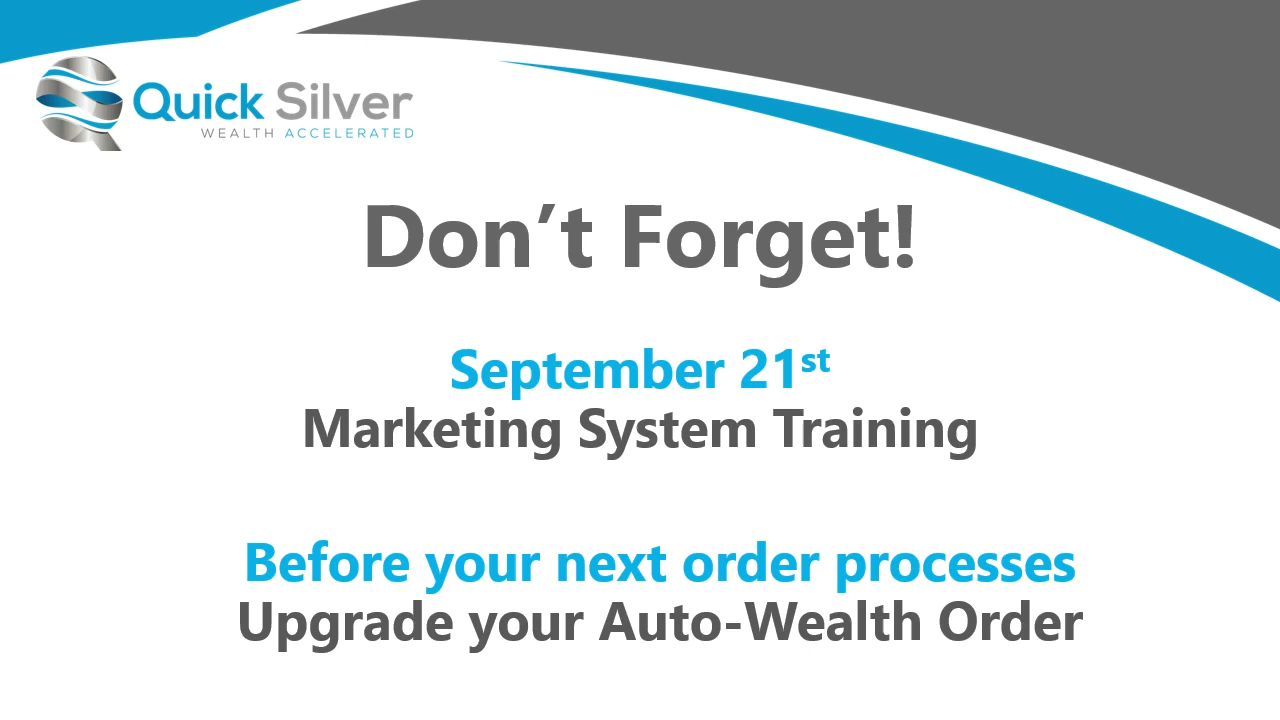 Quick Silver
WEALTH ACCELERATED
Don’t Forget!
September 21st
Marketing System Training
Before your next order processes
Upgrade your Auto-Wealth Order